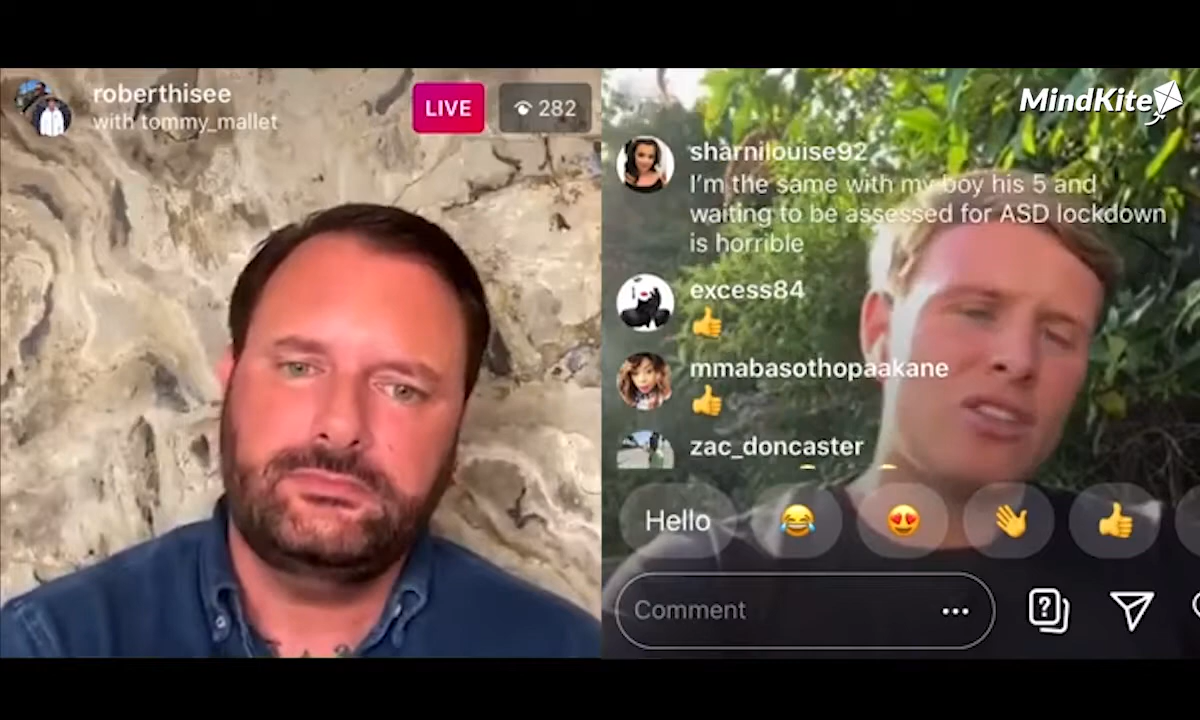 roberthisee
with tommy_mallet
LIVE
282
MindKite
sharnilouise92
I'm the same with my boy his 5 and
waiting to be assessed for ASD lockdown
is horrible
excess84
👍
mmabasothopaakane
👍
zac_doncaster
Hello 😂 😍 👋 👍
Comment